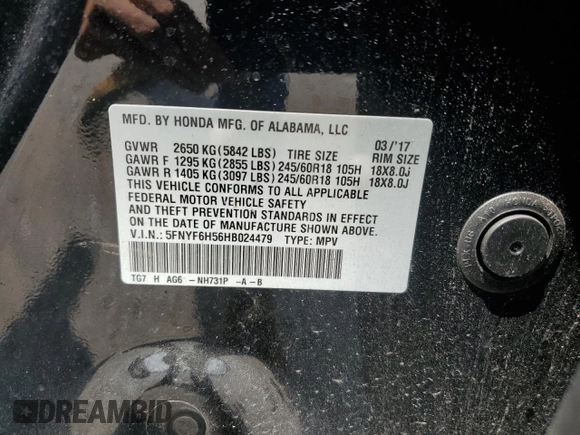 MFD. BY HONDA MFG. OF ALABAMA, LLC 03/'17
GVWR 2650 KG(5842 LBS) TIRE SIZE RIM SIZE
GAWR F 1295 KG(2855 LBS)245/60R18 105H 18X8.0J
GAWR R 1405 KG(3097 LBS)245/60R18 105H 18X8.0J
THIS VEHICLE CONFORMS TO ALL APPLICABLE
FEDERAL MOTOR VEHICLE SAFETY
AND THEFT PREVENTION STANDARDS IN EFFECT
ON THE DATE OF MANUFACTURE SHOWN ABOVE.
V.I.N.: 5FNYF6H56HB024479 TYPE: MPV
TG7 H AG6 -NH731P -A-B
DREAMBID